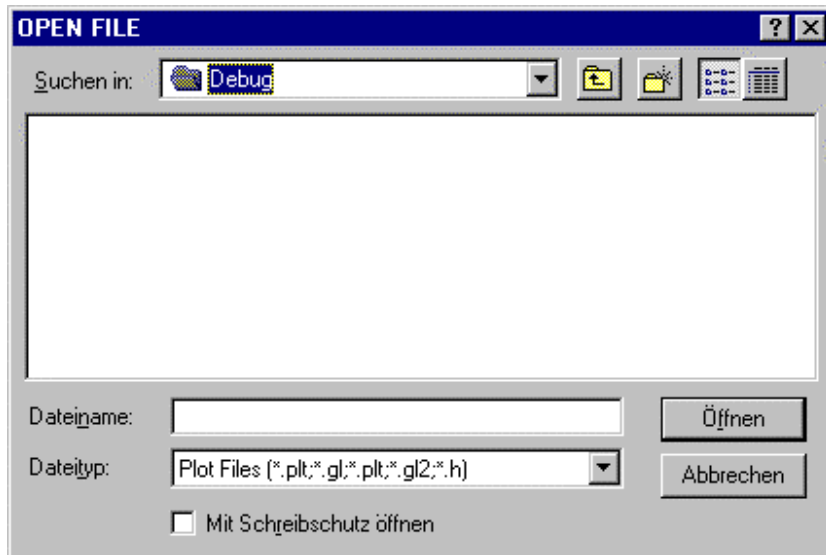 OPEN FILE
Suchen in: Debug
Dateiname:
Öffnen
Dateityp: Plot Files (*.plt;*.gl;*.plt;*.gl2;*.h)
Abbrechen
Mit Schreibschutz öffnen